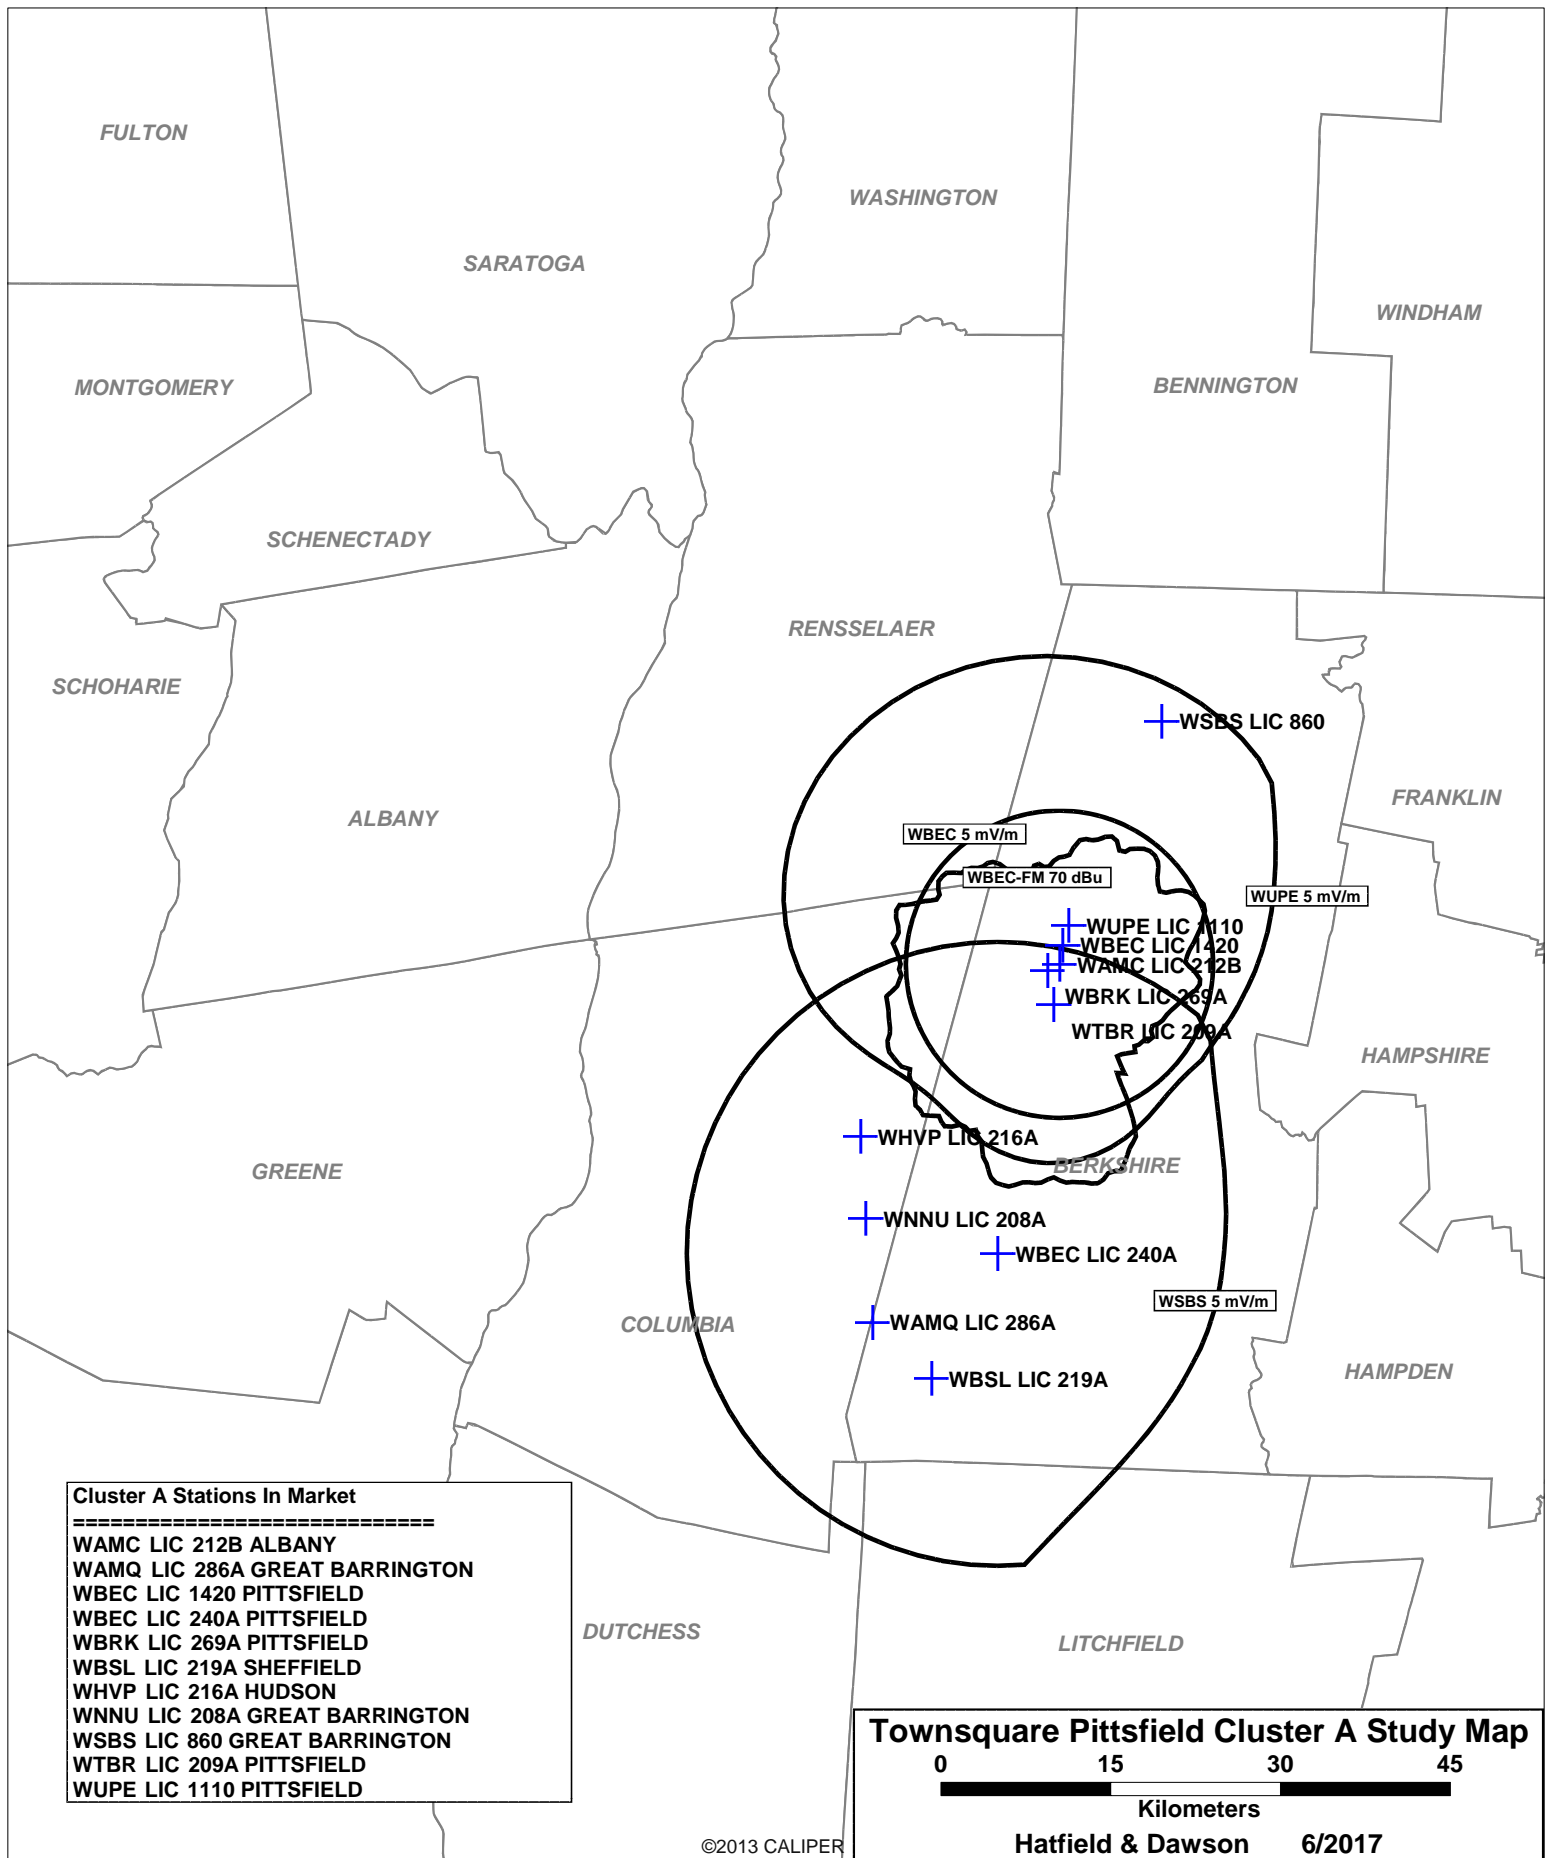 FULTON
WASHINGTON
SARATOGA
WINDHAM
MONTGOMERY
BENNINGTON
SCHENECTADY
RENSSELAER
SCHOHARIE
WSBS LIC 860
FRANKLIN
ALBANY
WBEC 5 mV/m
WBEC-FM 70 dBu
WUPE 5 mV/m
WUPE LIC 1110
WBEC LIC 1420
WAMC LIC 212B
WBRK LIC 269A
WTBR LIC 209A
HAMPSHIRE
WHVP LIC 216A
GREENE
BERKSHIRE
WNNU LIC 208A
WBEC LIC 240A
WSBS 5 mV/m
COLUMBIA
WAMQ LIC 286A
HAMPDEN
WBSL LIC 219A
Cluster A Stations In Market
=============================
WAMC LIC 212B ALBANY
WAMQ LIC 286A GREAT BARRINGTON
WBEC LIC 1420 PITTSFIELD
WBEC LIC 240A PITTSFIELD
WBRK LIC 269A PITTSFIELD
WBSL LIC 219A SHEFFIELD
WHVP LIC 216A HUDSON
WNNU LIC 208A GREAT BARRINGTON
WSBS LIC 860 GREAT BARRINGTON
WTBR LIC 209A PITTSFIELD
WUPE LIC 1110 PITTSFIELD
DUTCHESS
LITCHFIELD
Townsquare Pittsfield Cluster A Study Map
0 15 30 45
Kilometers
Hatfield & Dawson 6/2017
©2013 CALIPER